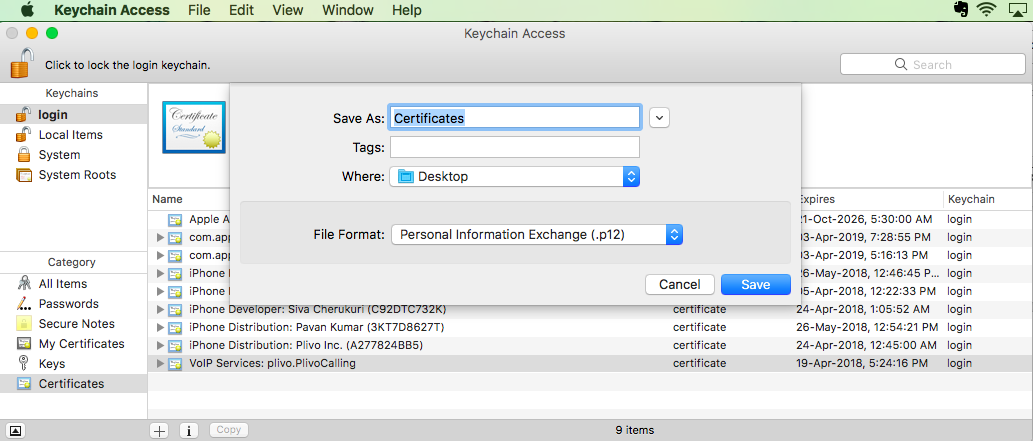 Keychain Access File Edit View Window Help
Keychain Access
Click to lock the login keychain.
Search
Keychains
login
Local Items
System
System Roots
Certificate
Standard
Save As: Certificates
Tags:
Where: Desktop
File Format: Personal Information Exchange (.p12)
Cancel Save
Name Expires Keychain
Apple A 21-Oct-2026, 5:30:00 AM login
com.app 03-Apr-2019, 7:28:55 PM login
com.app 03-Apr-2019, 5:16:13 PM login
iPhone 26-May-2018, 12:46:45 P... login
iPhone 05-Apr-2018, 12:22:33 PM login
iPhone Developer: Siva Cherukuri (C92DTC732K) certificate 24-Apr-2018, 1:05:52 AM login
iPhone Distribution: Pavan Kumar (3KT7D8627T) certificate 26-May-2018, 12:54:21 PM login
iPhone Distribution: Plivo Inc. (A277824BB5) certificate 24-Apr-2018, 12:45:00 AM login
VoIP Services: plivo.PlivoCalling certificate 19-Apr-2018, 5:24:16 PM login
Category
All Items
Passwords
Secure Notes
My Certificates
Keys
Certificates
Copy
9 items